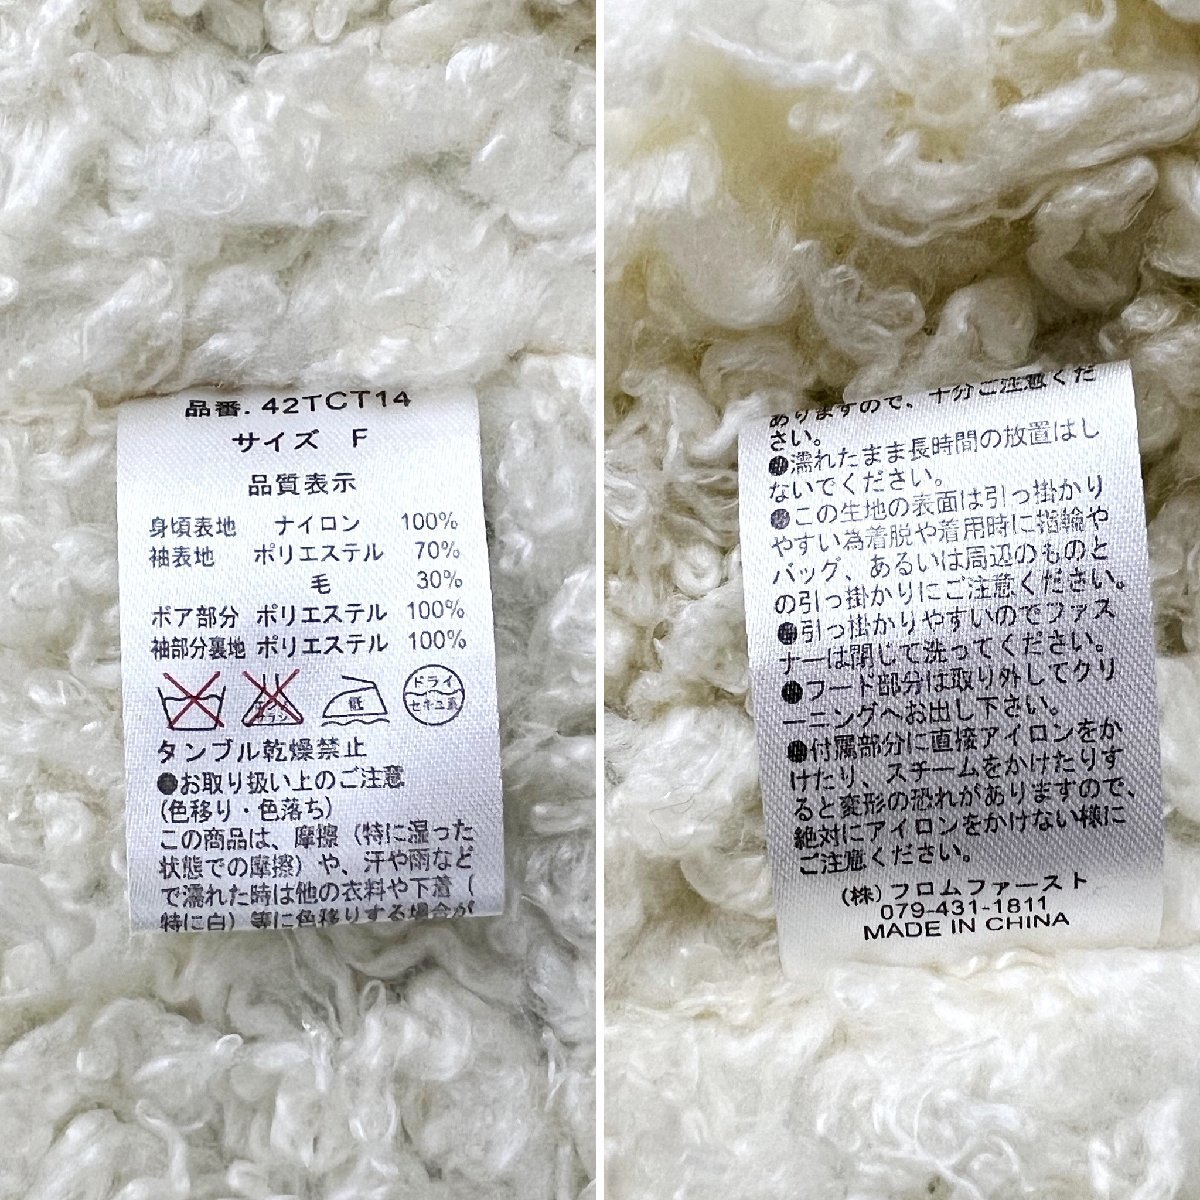 品番. 42TCT14
サイズ F
品質表示
身頃表地 ナイロン 100%
袖表地 ポリエステル 70%
毛 30%
ボア部分 ポリエステル 100%
袖部分裏地 ポリエステル 100%
低 ドライ セキユ系
タンブル乾燥禁止
●お取り扱い上のご注意
(色移り・色落ち)
この商品は、摩擦（特に湿った
状態での摩擦）や、汗や雨など
で濡れた時は他の衣料や下着（
特に白）等に色移りする場合が
ありますので、十分ご注意くだ
さい。
●濡れたまま長時間の放置はし
ないでください。
●この生地の表面は引っ掛かり
やすい為着脱や着用時に指輪や
バッグ、あるいは周辺のものと
の引っ掛かりにご注意ください。
●引っ掛かりやすいのでファス
ナーは閉じて洗ってください。
●フード部分は取り外してクリ
ーニングへお出し下さい。
●付属部分に直接アイロンをか
けたり、スチームをかけたりす
ると変形の恐れがありますので、
絶対にアイロンをかけない様に
ご注意ください。
(株)フロムファースト
079-431-1811
MADE IN CHINA